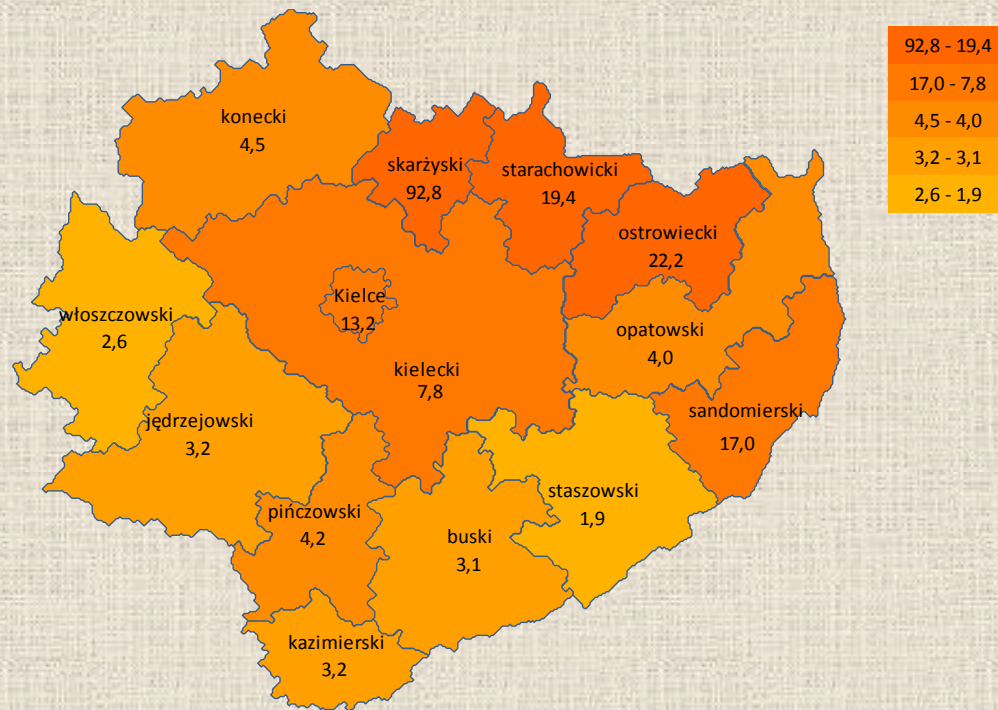 92,8 - 19,4
17,0 - 7,8
4,5 - 4,0
3,2 - 3,1
2,6 - 1,9
konecki
4,5
skarżyski
92,8
starachowicki
19,4
ostrowiecki
22,2
Kielce
13,2
włoszczowski
2,6
opatowski
4,0
kielecki
7,8
sandomierski
17,0
jędrzejowski
3,2
staszowski
1,9
pińczowski
4,2
buski
3,1
kazimierski
3,2